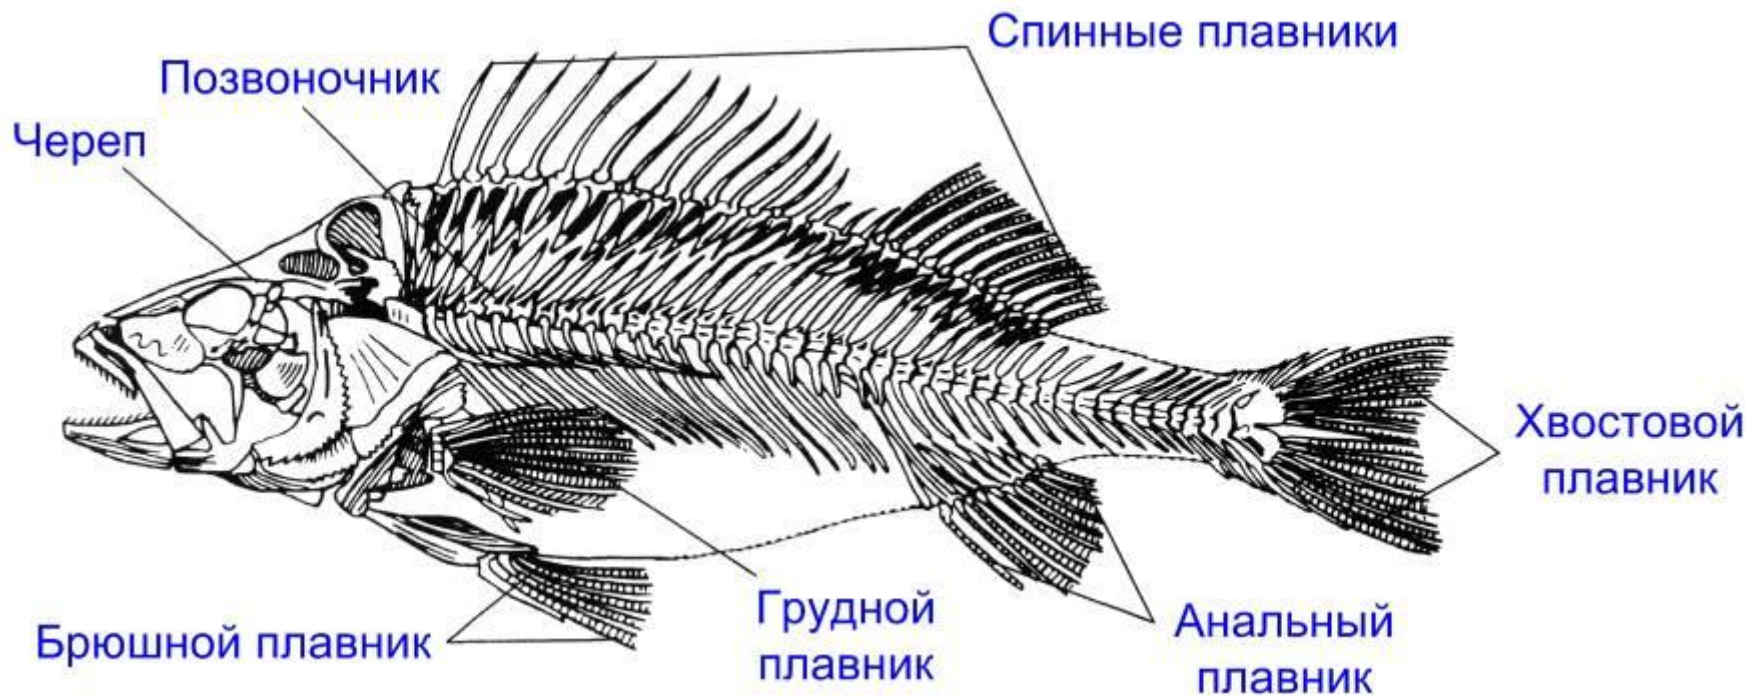 Спинные плавники
Позвоночник
Череп
Хвостовой
плавник
Грудной
плавник
Анальный
плавник
Брюшной плавник